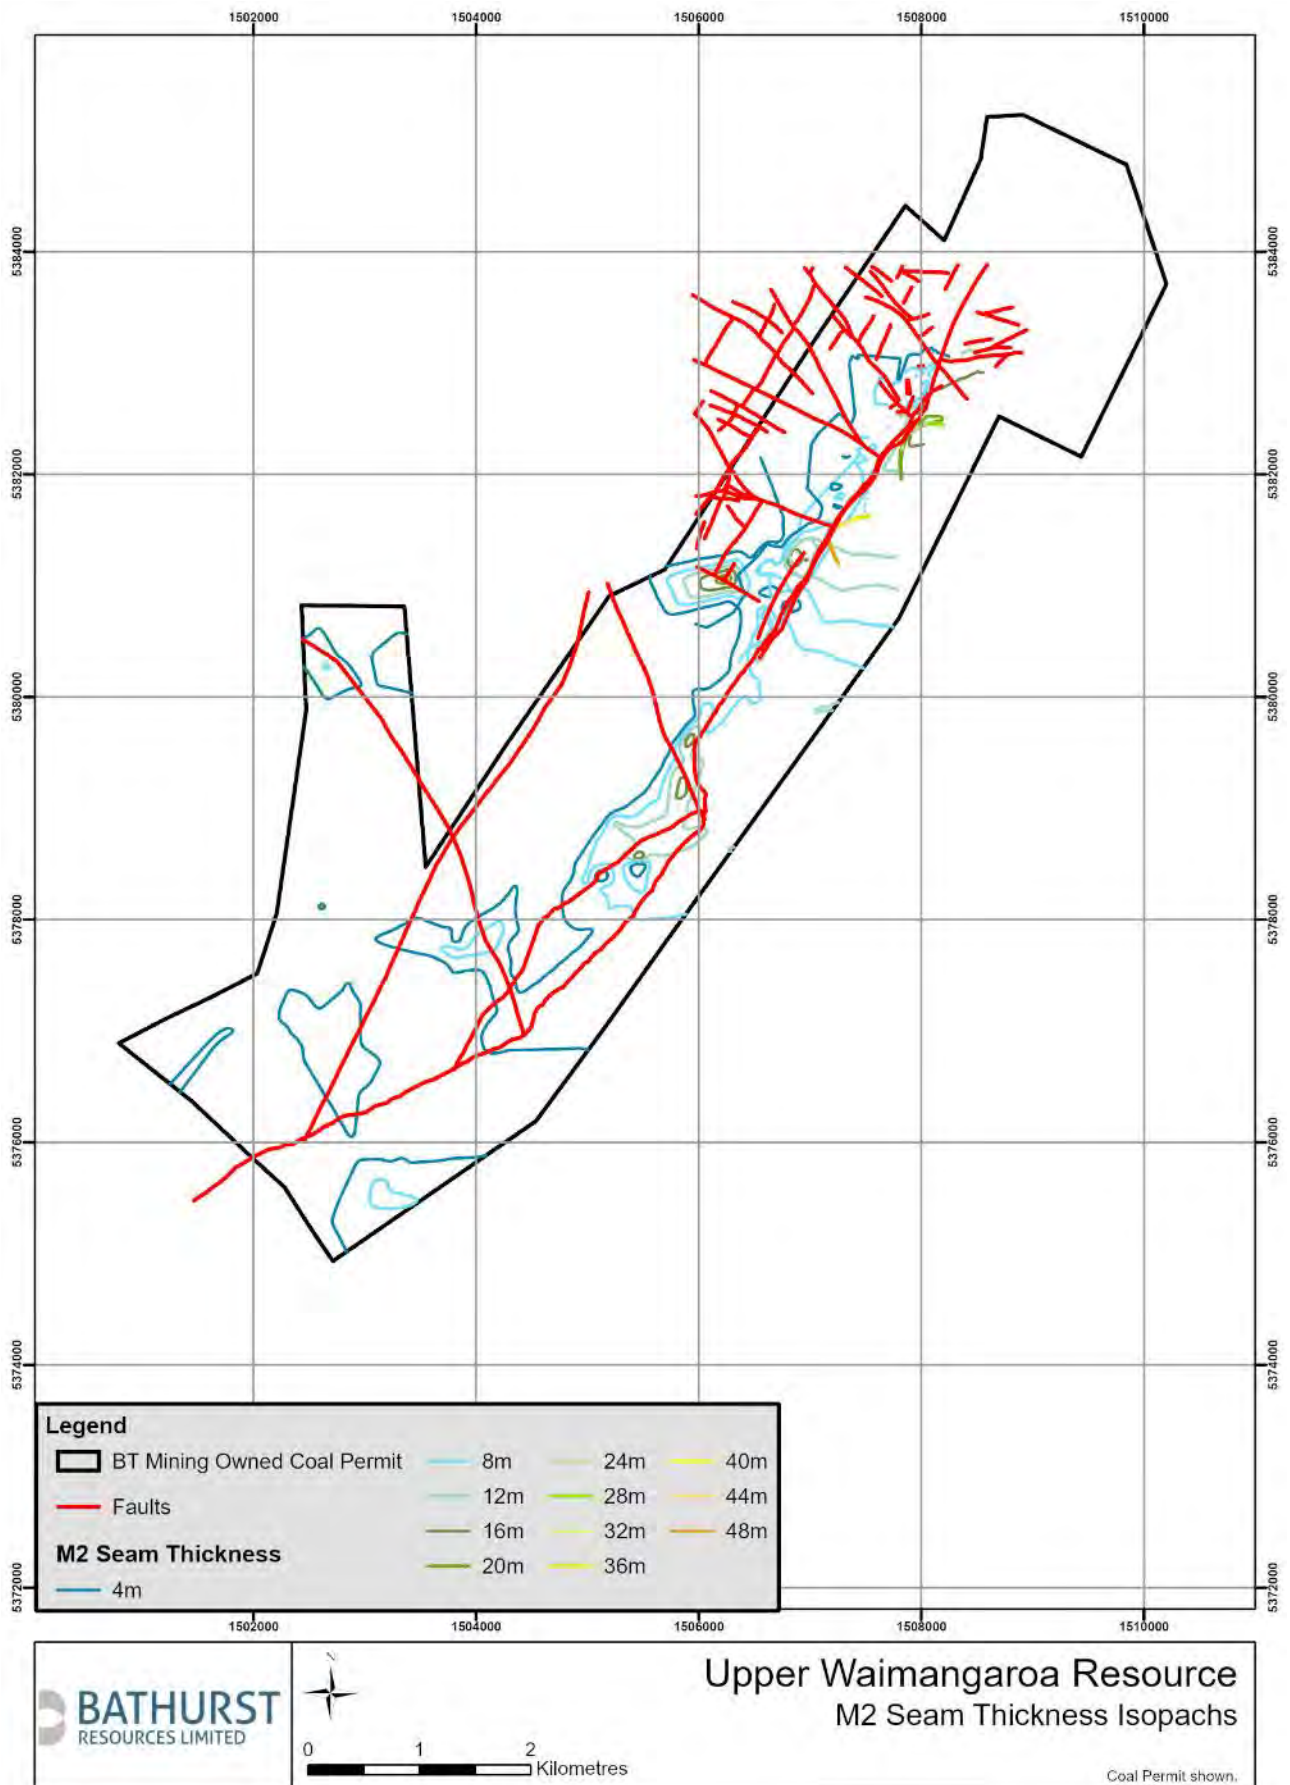 1502000 1504000 1506000 1508000 1510000
5384000 5384000
5382000 5382000
5380000 5380000
5378000 5378000
5376000 5376000
5374000 5374000
5372000 5372000
Legend
BT Mining Owned Coal Permit
Faults
M2 Seam Thickness
4m
8m
12m
16m
20m
24m
28m
32m
36m
40m
44m
48m
1502000 1504000 1506000 1508000 1510000
BATHURST
RESOURCES LIMITED
N
0 1 2
Kilometres
Upper Waimangaroa Resource
M2 Seam Thickness Isopachs
Coal Permit shown.